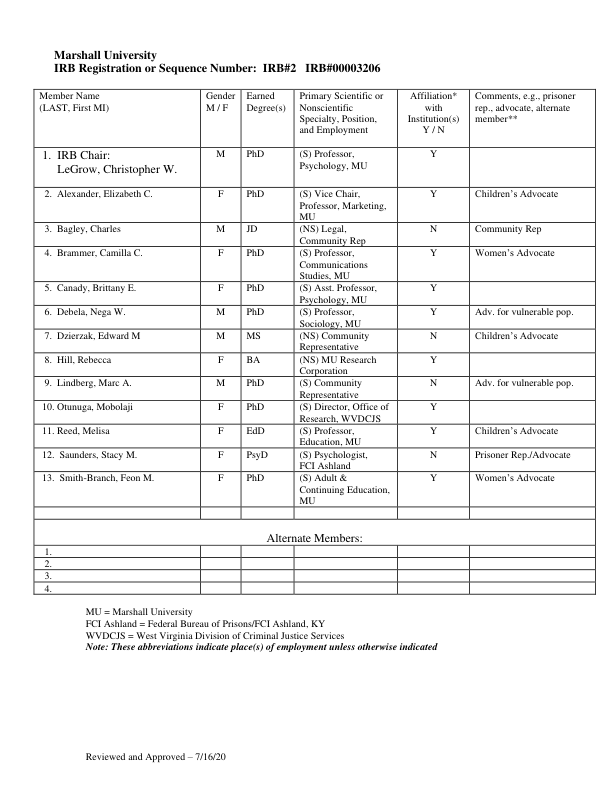 Marshall University
IRB Registration or Sequence Number: IRB#2 IRB#00003206
Member Name
(LAST, First MI)
Gender
M / F
Earned
Degree(s)
Primary Scientific or
Nonscientific
Specialty, Position,
and Employment
Affiliation*
with
Institution(s)
Y / N
Comments, e.g., prisoner
rep., advocate, alternate
member**
1. IRB Chair:
LeGrow, Christopher W.
M
PhD
(S) Professor,
Psychology, MU
Y
2. Alexander, Elizabeth C.
F
PhD
(S) Vice Chair,
Professor, Marketing,
MU
Y
Children's Advocate
3. Bagley, Charles
M
JD
(NS) Legal,
Community Rep
N
Community Rep
4. Brammer, Camilla C.
F
PhD
(S) Professor,
Communications
Studies, MU
Y
Women's Advocate
5. Canady, Brittany E.
F
PhD
(S) Asst. Professor,
Psychology, MU
Y
6. Debela, Nega W.
M
PhD
(S) Professor,
Sociology, MU
Y
Adv. for vulnerable pop.
7. Dzierzak, Edward M
M
MS
(NS) Community
Representative
N
Children's Advocate
8. Hill, Rebecca
F
BA
(NS) MU Research
Corporation
Y
9. Lindberg, Marc A.
M
PhD
(S) Community
Representative
N
Adv. for vulnerable pop.
10. Otunuga, Mobolaji
F
PhD
(S) Director, Office of
Research, WVDCJS
Y
11. Reed, Melisa
F
EdD
(S) Professor,
Education, MU
Y
Children's Advocate
12. Saunders, Stacy M.
F
PsyD
(S) Psychologist,
FCI Ashland
N
Prisoner Rep./Advocate
13. Smith-Branch, Feon M.
F
PhD
(S) Adult &
Continuing Education,
MU
Y
Women's Advocate
Alternate Members:
1.
2.
3.
4.
MU = Marshall University
FCI Ashland = Federal Bureau of Prisons/FCI Ashland, KY
WVDCJS = West Virginia Division of Criminal Justice Services
Note: These abbreviations indicate place(s) of employment unless otherwise indicated
Reviewed and Approved – 7/16/20